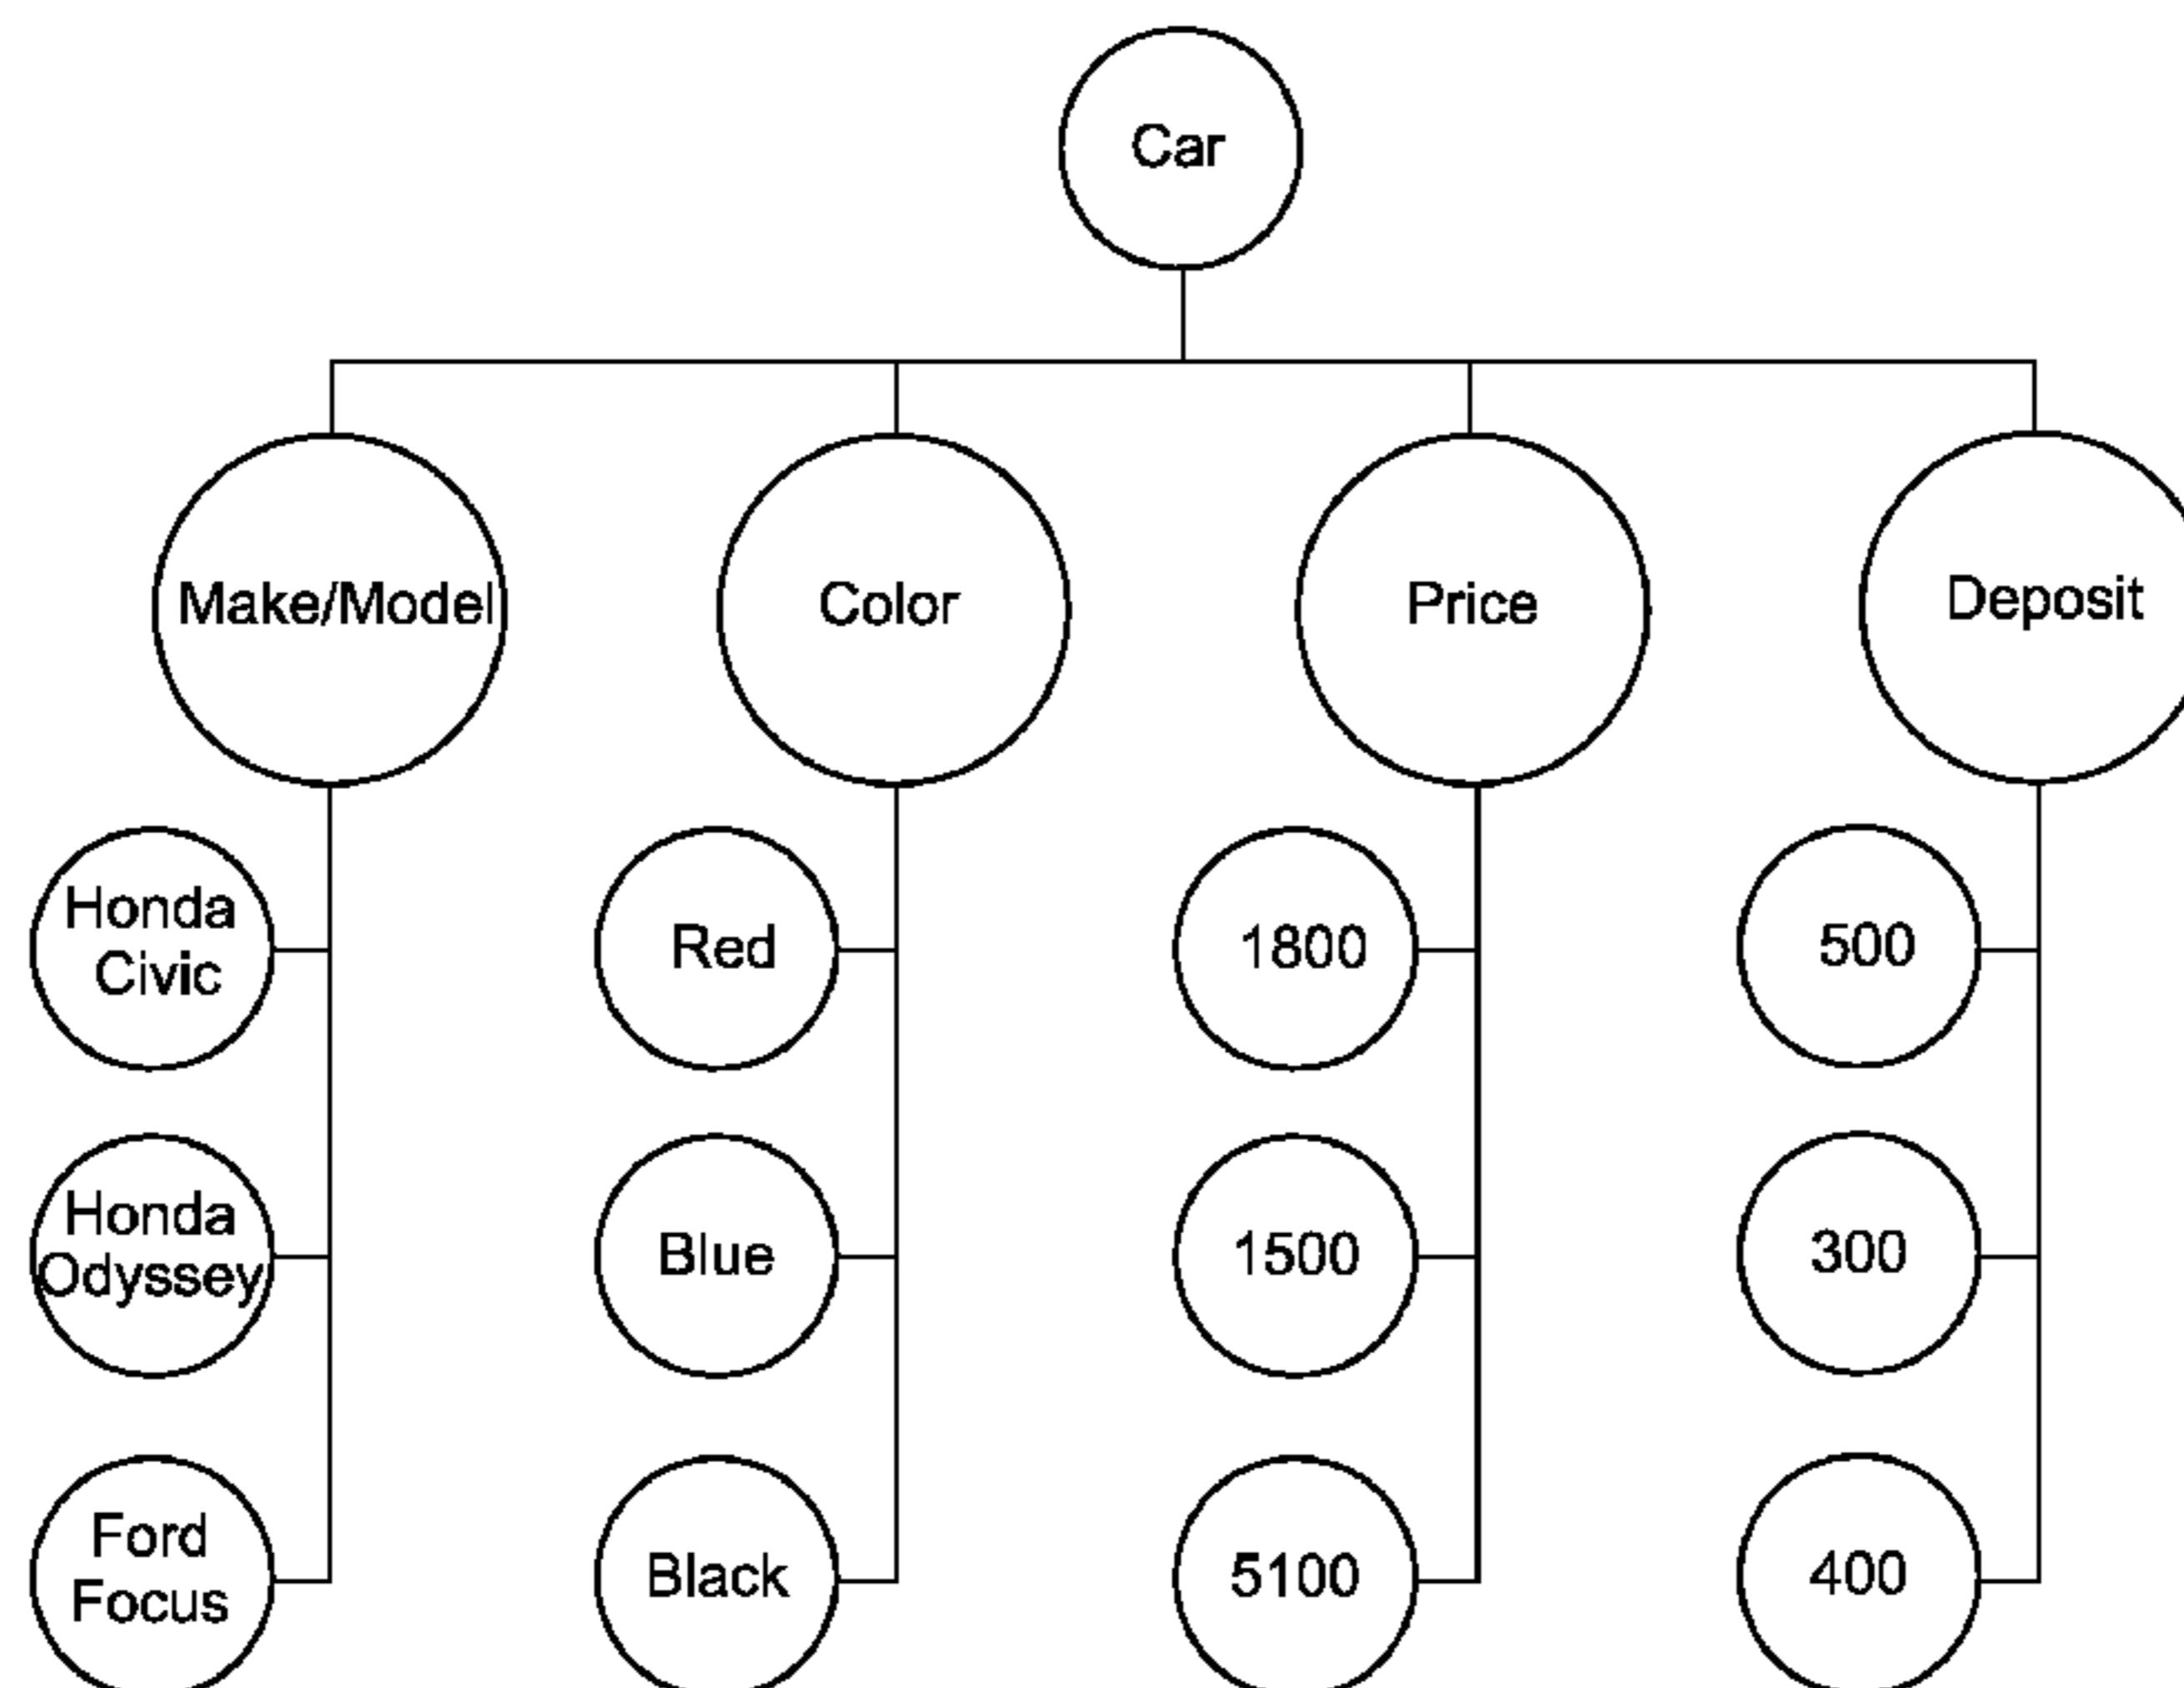 Car
Make/Model
Color
Price
Deposit
Honda
Civic
Red
1800
500
Honda
Odyssey
Blue
1500
300
Ford
Focus
Black
5100
400